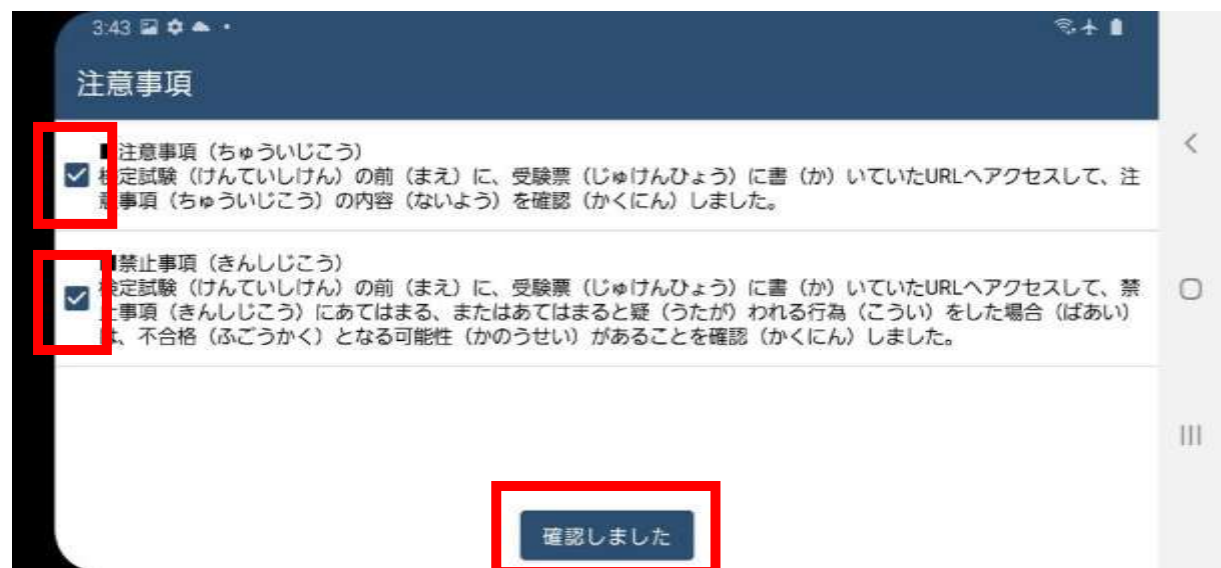 3:43
注意事項
■注意事項（ちゅういじこう）
検定試験（けんていしけん）の前（まえ）に、受験票（じゅけんひょう）に書（か）いていたURLへアクセスして、注
意事項（ちゅういじこう）の内容（ないよう）を確認（かくにん）しました。
■禁止事項（きんしじこう）
検定試験（けんていしけん）の前（まえ）に、受験票（じゅけんひょう）に書（か）いていたURLへアクセスして、禁
止事項（きんしじこう）にあてはまる、またはあてはまると疑（うたが）われる行為（こうい）をした場合（ばあい）
は、不合格（ふごうかく）となる可能性（かのうせい）があることを確認（かくにん）しました。
確認しました